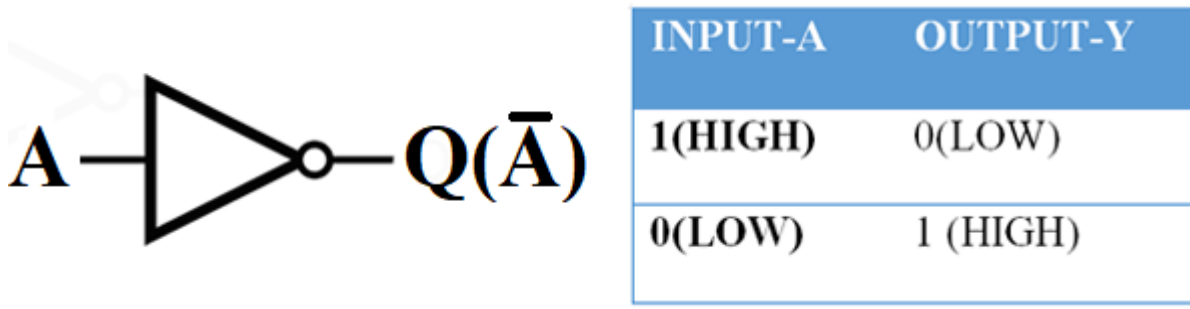 A Q(A̅)
INPUT-A OUTPUT-Y
1(HIGH) 0(LOW)
0(LOW) 1 (HIGH)